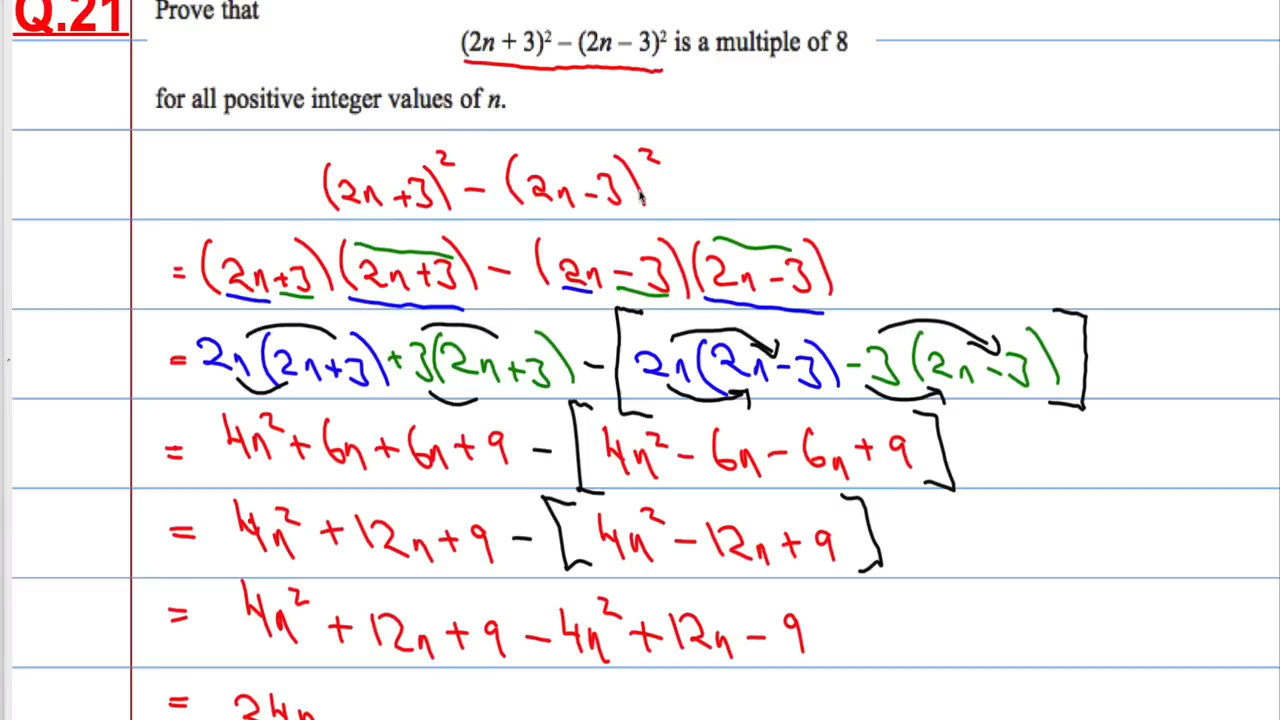 Q.21
Prove that
(2n + 3)² – (2n – 3)² is a multiple of 8
for all positive integer values of n.
(2n+3)² - (2n-3)²
= (2n+3)(2n+3) - (2n-3)(2n-3)
= 2n(2n+3)+3(2n+3) - [2n(2n-3)-3(2n-3)]
= 4n²+6n+6n+9 - [4n²-6n-6n+9]
= 4n²+12n+9 - [4n²-12n+9]
= 4n²+12n+9-4n²+12n-9
= 24n